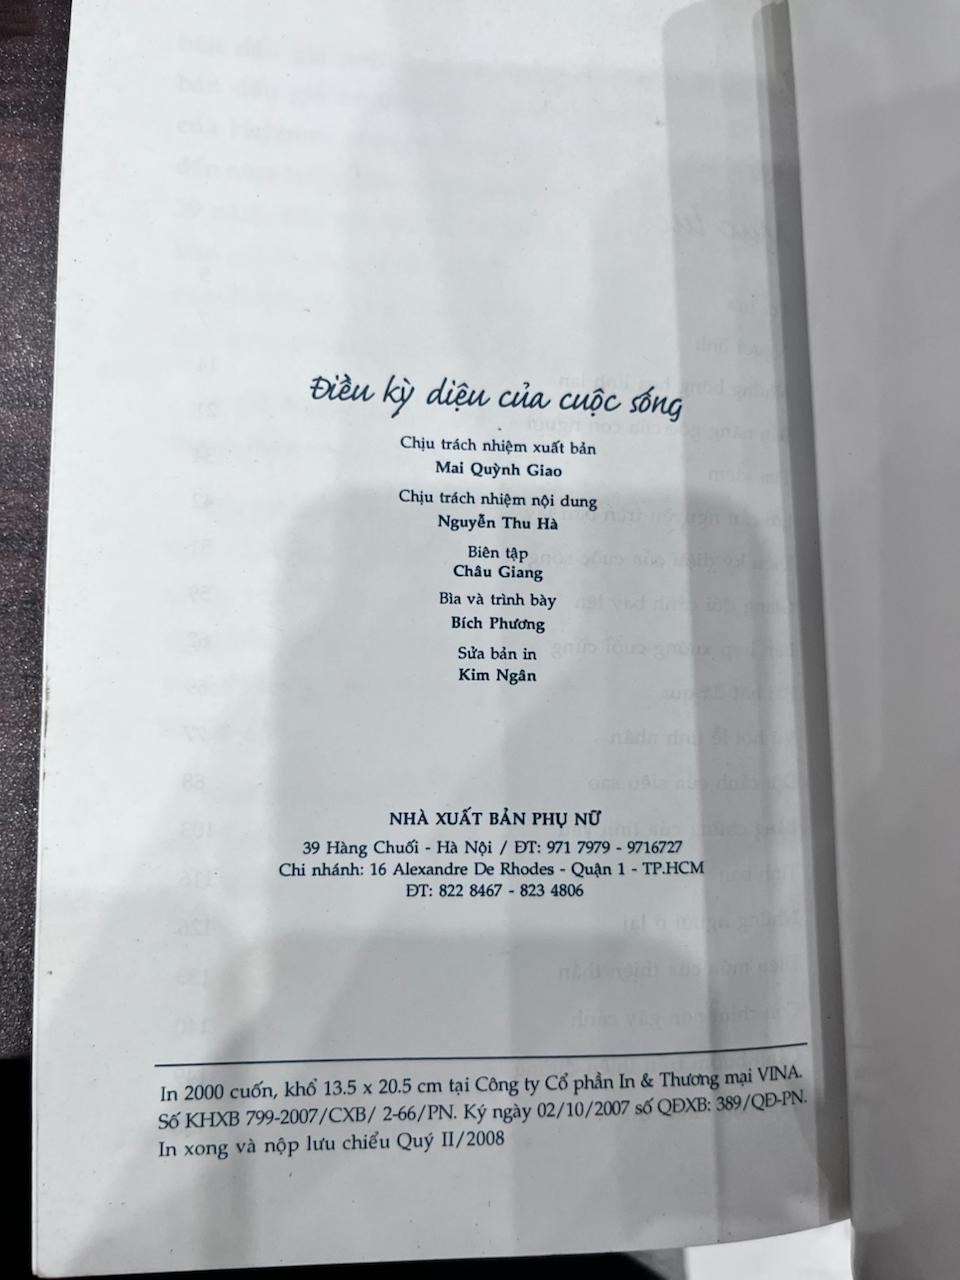 Điều kỳ diệu của cuộc sống
Chịu trách nhiệm xuất bản
Mai Quỳnh Giao
Chịu trách nhiệm nội dung
Nguyễn Thu Hà
Biên tập
Châu Giang
Bìa và trình bày
Bích Phương
Sửa bản in
Kim Ngân
NHÀ XUẤT BẢN PHỤ NỮ
39 Hàng Chuối - Hà Nội / ĐT: 971 7979 - 9716727
Chi nhánh: 16 Alexandre De Rhodes - Quận 1 - TP.HCM
ĐT: 822 8467 - 823 4806
In 2000 cuốn, khổ 13.5 x 20.5 cm tại Công ty Cổ phần In & Thương mại VINA.
Số KHXB 799-2007/CXB/ 2-66/PN. Ký ngày 02/10/2007 số QĐXB: 389/QĐ-PN.
In xong và nộp lưu chiểu Quý II/2008